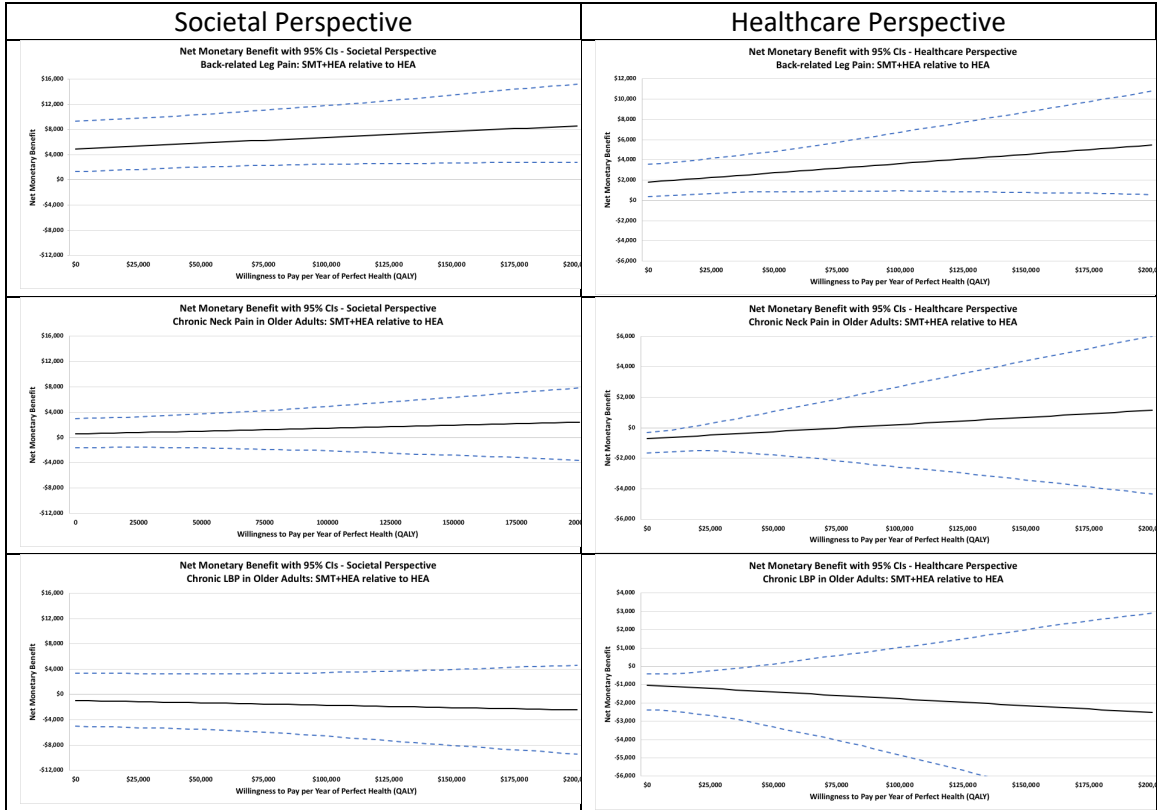 Societal Perspective
Healthcare Perspective
Net Monetary Benefit with 95% CIs - Societal Perspective
Back-related Leg Pain: SMT+HEA relative to HEA
$16,000
$12,000
$8,000
$4,000
$0
-$4,000
-$8,000
-$12,000
Net Monetary Benefit
$0 $25,000 $50,000 $75,000 $100,000 $125,000 $150,000 $175,000 $200,0
Willingness to Pay per Year of Perfect Health (QALY)
Net Monetary Benefit with 95% CIs - Healthcare Perspective
Back-related Leg Pain: SMT+HEA relative to HEA
$12,000
$10,000
$8,000
$6,000
$4,000
$2,000
$0
-$2,000
-$4,000
-$6,000
Net Monetary Benefit
$0 $25,000 $50,000 $75,000 $100,000 $125,000 $150,000 $175,000 $200,
Willingness to Pay per Year of Perfect Health (QALY)
Net Monetary Benefit with 95% CIs - Societal Perspective
Chronic Neck Pain in Older Adults: SMT+HEA relative to HEA
$16,000
$12,000
$8,000
$4,000
$0
-$4,000
-$8,000
-$12,000
Net Monetary Benefit
0 25000 50000 75000 100000 125000 150000 175000 2000
Willingness to Pay per Year of Perfect Health (QALY)
Net Monetary Benefit with 95% CIs - Healthcare Perspective
Chronic Neck Pain in Older Adults: SMT+HEA relative to HEA
$6,000
$4,000
$2,000
$0
-$2,000
-$4,000
-$6,000
Net Monetary Benefit
$0 $25,000 $50,000 $75,000 $100,000 $125,000 $150,000 $175,000 $200,
Willingness to Pay per Year of Perfect Health (QALY)
Net Monetary Benefit with 95% CIs - Societal Perspective
Chronic LBP in Older Adults: SMT+HEA relative to HEA
$16,000
$12,000
$8,000
$4,000
$0
-$4,000
-$8,000
-$12,000
Net Monetary Benefit
$0 $25,000 $50,000 $75,000 $100,000 $125,000 $150,000 $175,000 $200,0
Willingness to Pay per Year of Perfect Health (QALY)
Net Monetary Benefit with 95% CIs - Healthcare Perspective
Chronic LBP in Older Adults: SMT+HEA relative to HEA
$4,000
$3,000
$2,000
$1,000
$0
-$1,000
-$2,000
-$3,000
-$4,000
-$5,000
-$6,000
Net Monetary Benefit
$0 $25,000 $50,000 $75,000 $100,000 $125,000 $150,000 $175,000 $200,
Willingness to Pay per Year of Perfect Health (QALY)